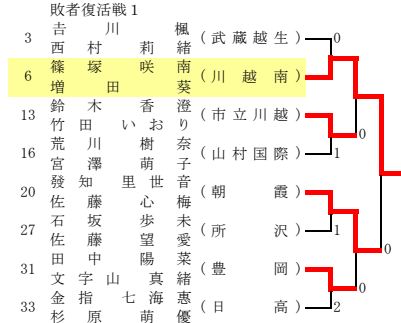 敗者復活戦1
3 吉川楓 西村莉緒 (武蔵越生) 0
6 篠塚咲南 増田葵 (川越南)
13 鈴木香澄 竹田いおり (市立川越) 0
16 荒川樹奈 宮澤萌子 (山村国際) 1
20 發知里世音 佐藤心梅 (朝霞)
27 石坂歩未 佐藤望愛 (所沢) 1
0
31 田中陽菜 文字山真緒 (豊岡) 0
33 金指七海惠 杉原萌優 (日高) 2